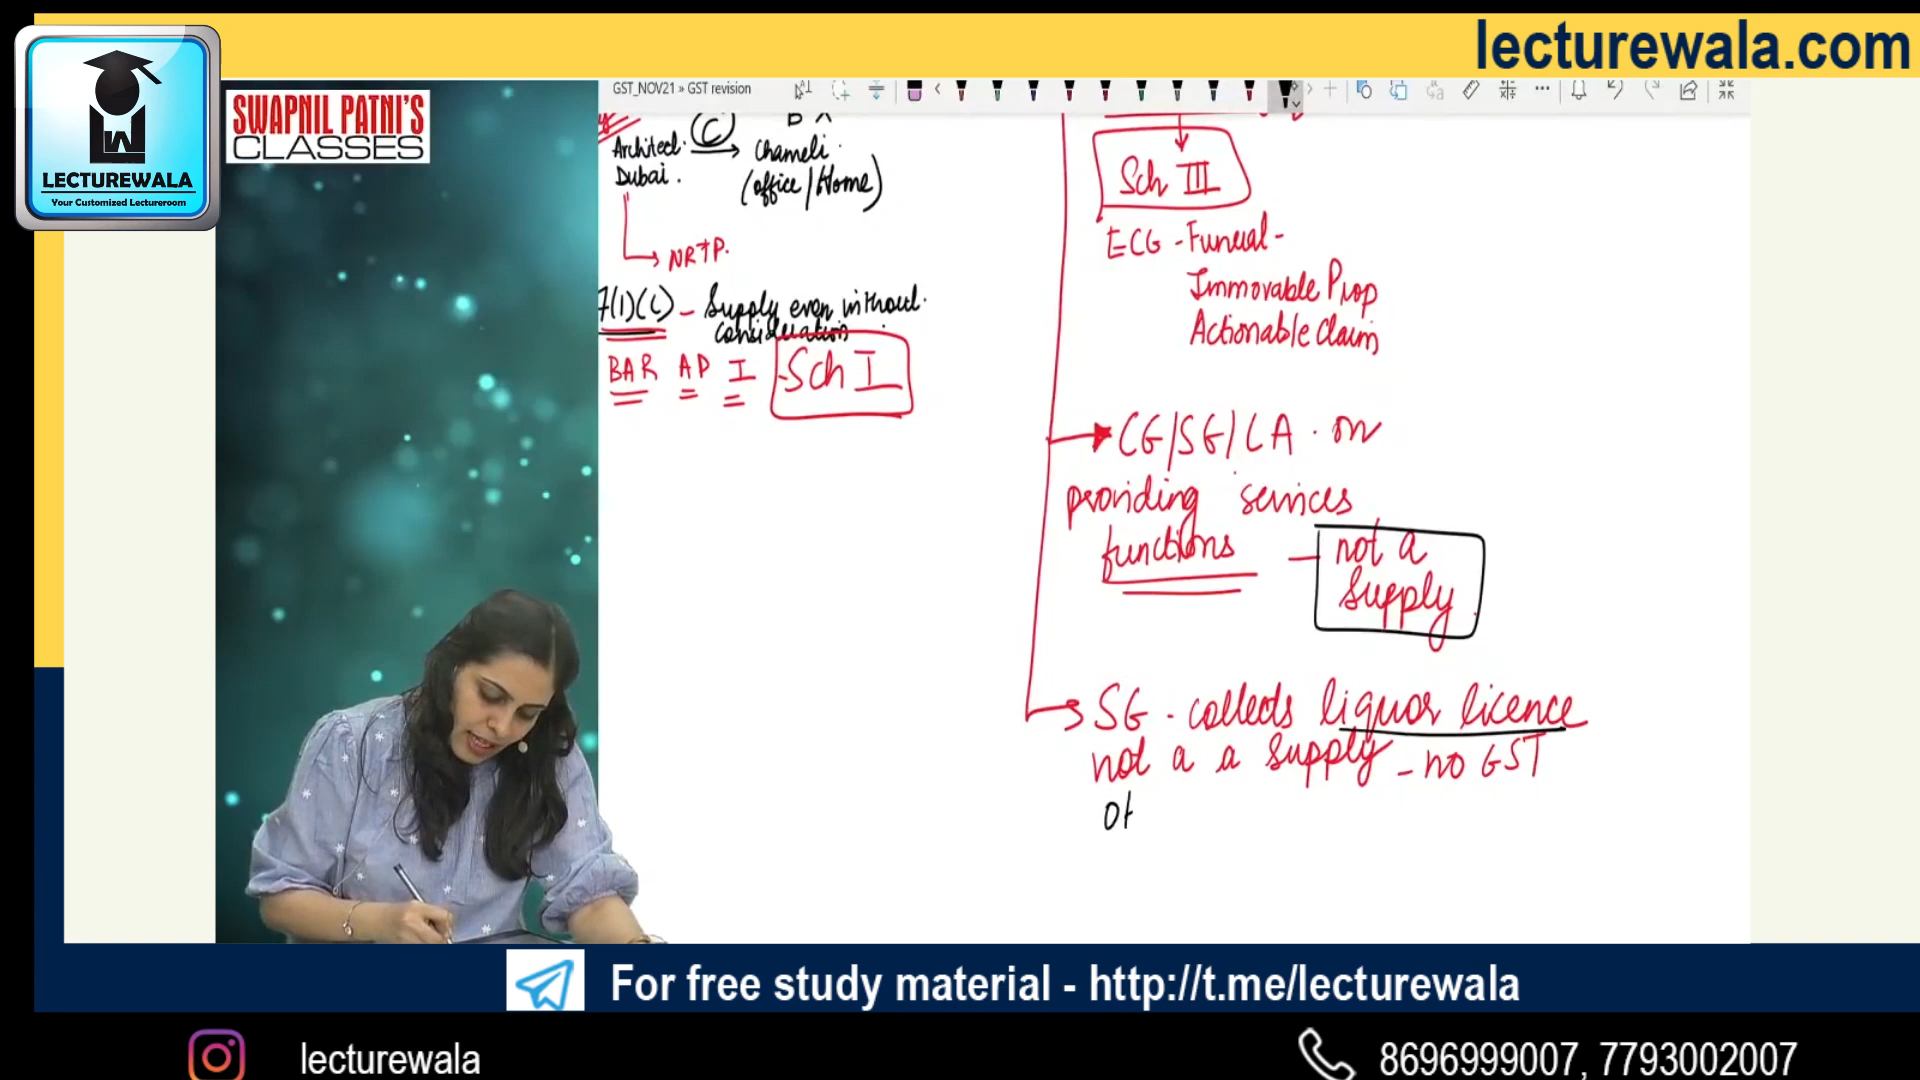 lecturewala.com
LW
LECTUREWALA
Your Customized Lectureroom
SWAPNIL PATNI'S
CLASSES
GST_NOV21 » GST revision
Architect. (C) Chameli.
Dubai. (office/Home)
NRTP.
7(1)(c) - Supply even without
consideration
BAR AP I Sch I
Sch III
ECG - Funeral -
Immovable Prop
Actionable Claim
CG/SG/LA. on
providing services
functions - not a
supply
SG - collects liquor licence
not a a supply - no GST
For free study material - http://t.me/lecturewala
lecturewala
8696999007, 7793002007